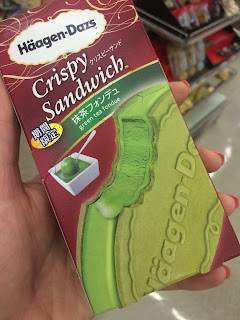 Häagen-Dazs
Crispy
クリスピーサンド
Sandwich
期間
限定
抹茶フォンデュ
green tea fondue
Häagen-D